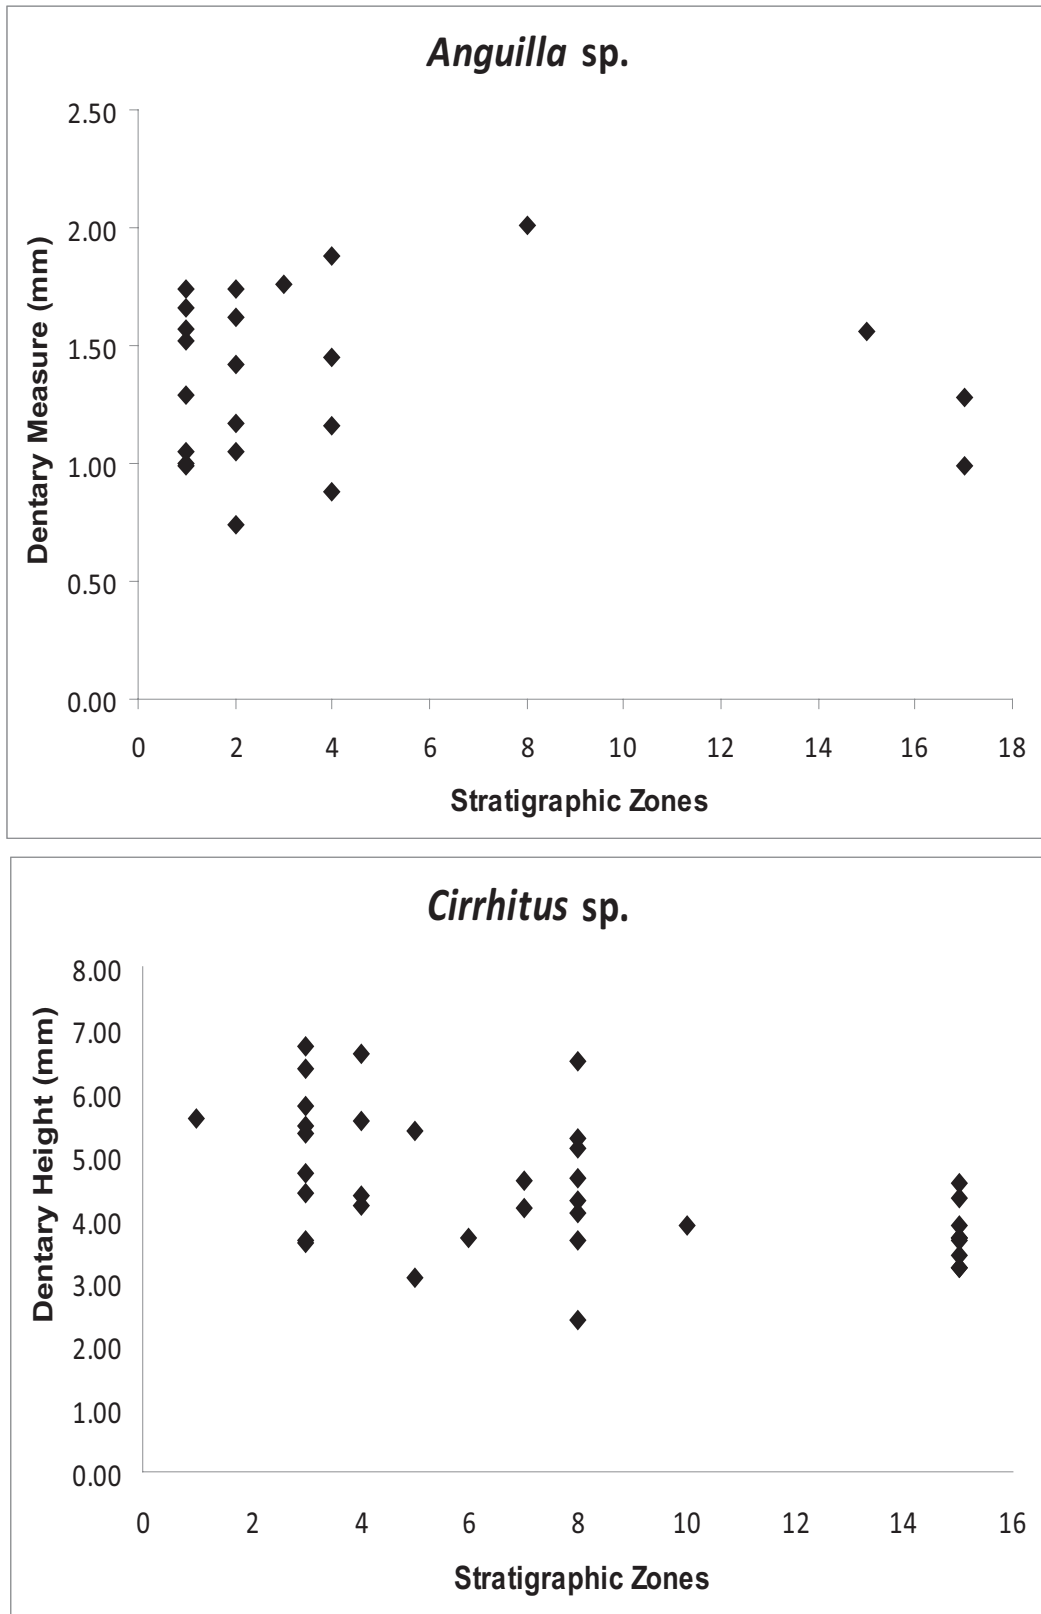 Anguilla sp.
2.50
2.00
1.50
1.00
0.50
0.00
Dentary Measure (mm)
0 2 4 6 8 10 12 14 16 18
Stratigraphic Zones
Cirrhitus sp.
8.00
7.00
6.00
5.00
4.00
3.00
2.00
1.00
0.00
Dentary Height (mm)
0 2 4 6 8 10 12 14 16
Stratigraphic Zones